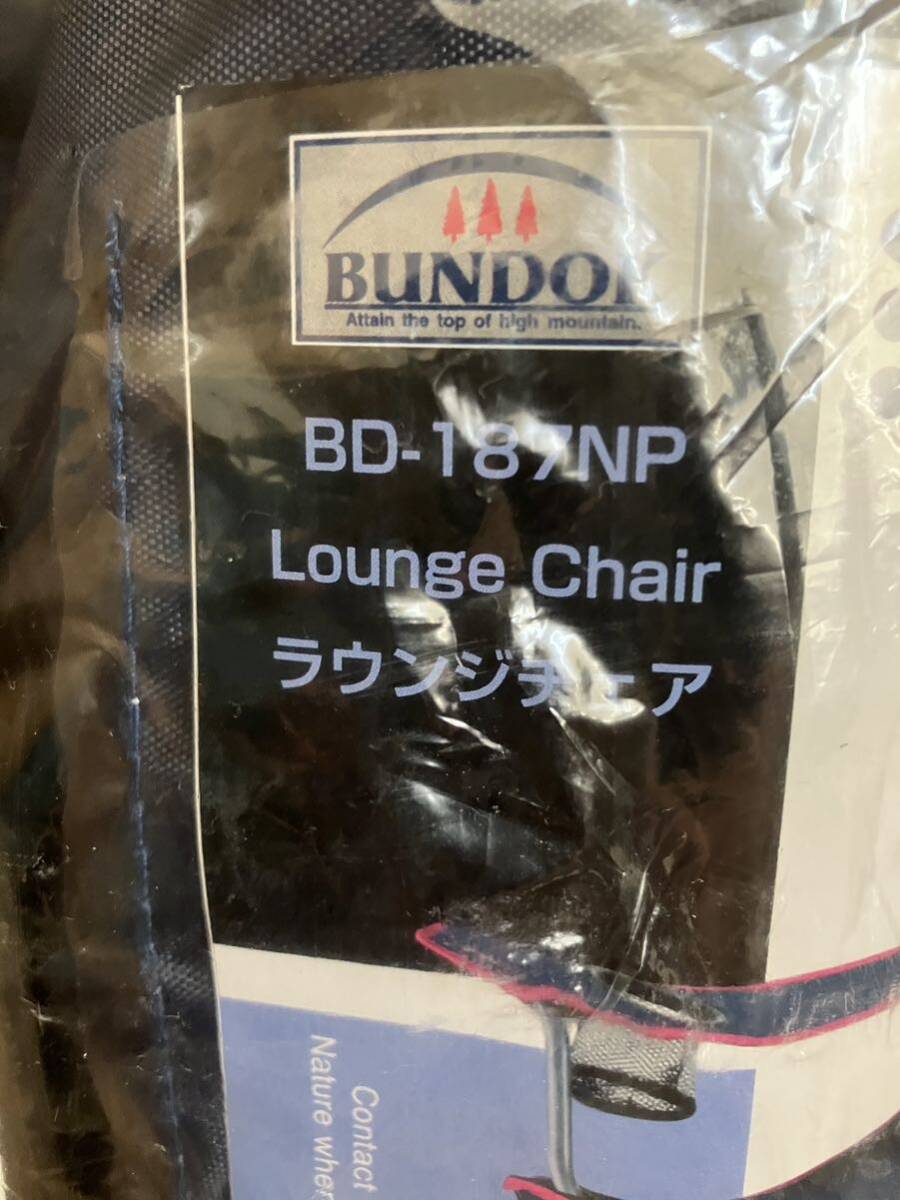 BUNDOK
Attain the top of high mountain.
BD-187NP
Lounge Chair
ラウンジチェア
Contact
Nature when